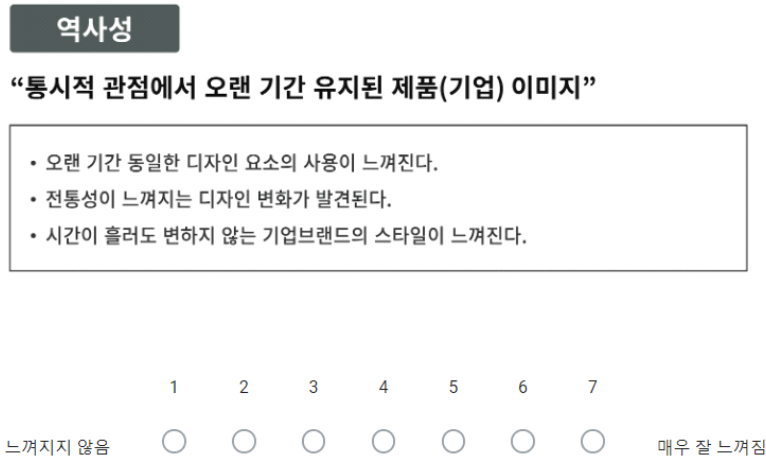 역사성
“통시적 관점에서 오랜 기간 유지된 제품(기업) 이미지”
• 오랜 기간 동일한 디자인 요소의 사용이 느껴진다.
• 전통성이 느껴지는 디자인 변화가 발견된다.
• 시간이 흘러도 변하지 않는 기업브랜드의 스타일이 느껴진다.
1 2 3 4 5 6 7
느껴지지 않음 매우 잘 느껴짐